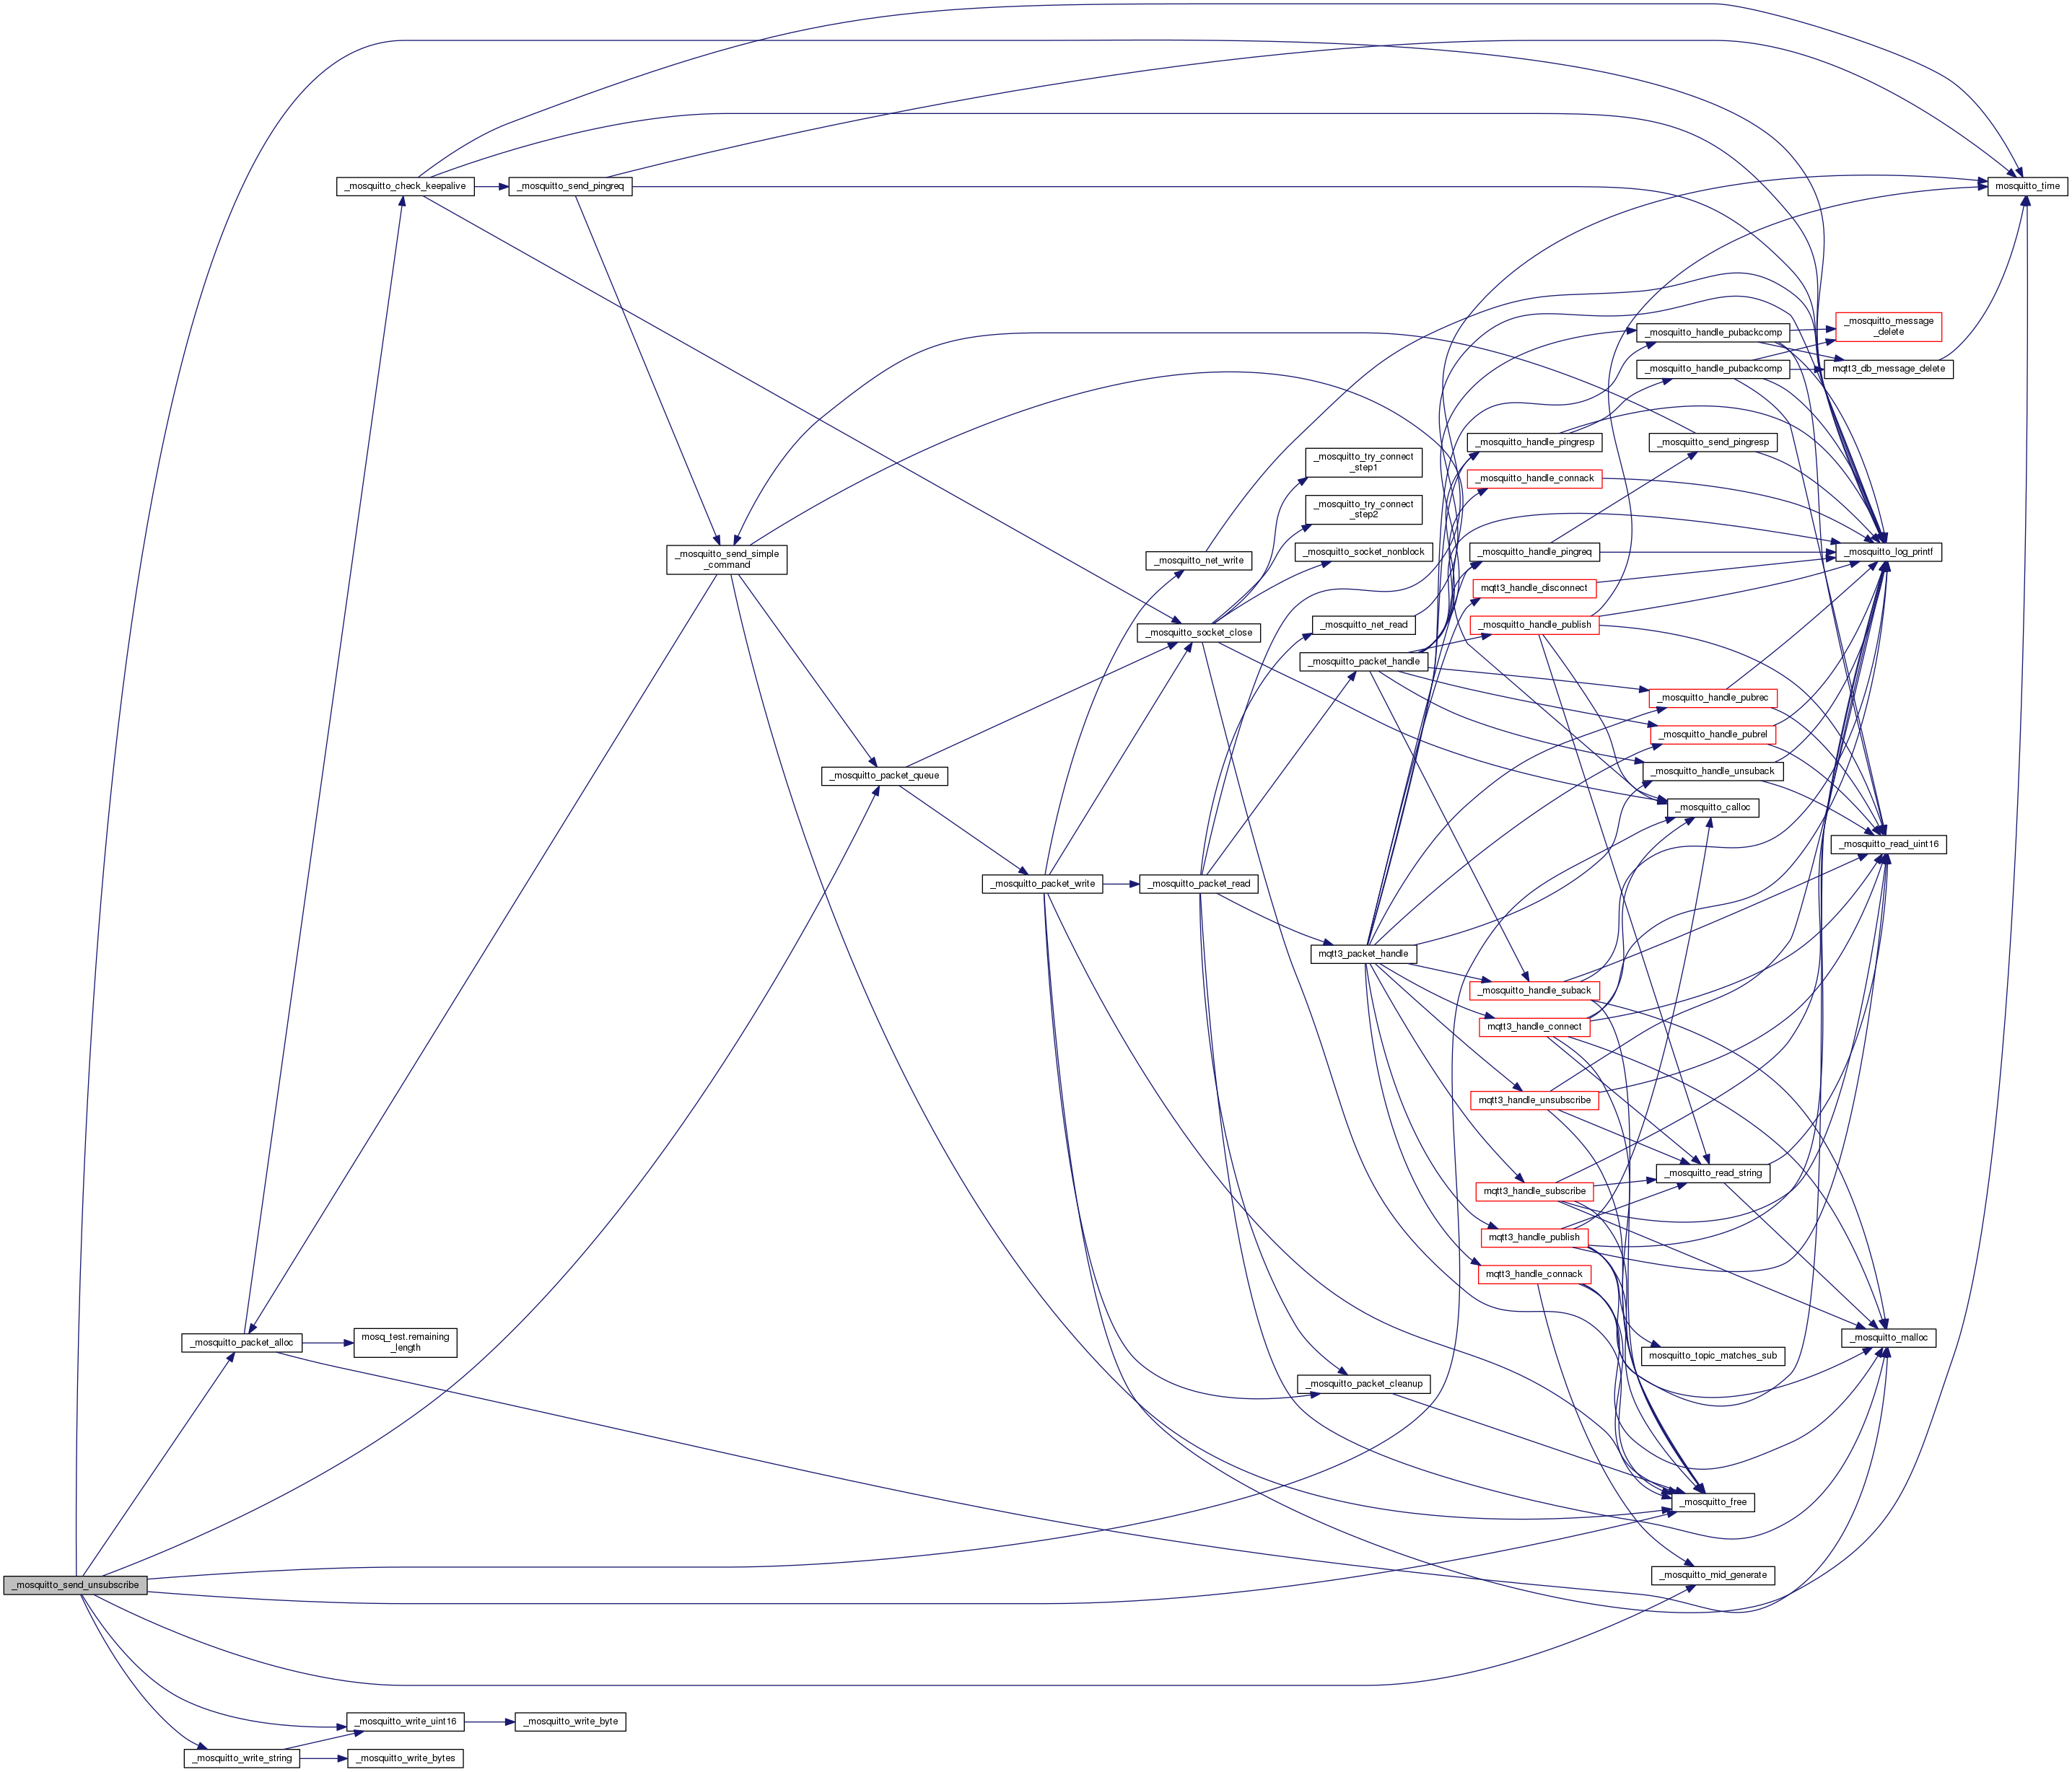 _mosquitto_check_keepalive
_mosquitto_send_pingreq
mosquitto_time
_mosquitto_handle_pubackcomp
_mosquitto_message
_delete
_mosquitto_handle_pubackcomp
mqtt3_db_message_delete
_mosquitto_handle_pingresp
_mosquitto_send_pingresp
_mosquitto_try_connect
_step1
_mosquitto_handle_connack
_mosquitto_try_connect
_step2
_mosquitto_send_simple
_command
_mosquitto_net_write
_mosquitto_socket_nonblock
_mosquitto_handle_pingreq
_mosquitto_log_printf
mqtt3_handle_disconnect
_mosquitto_socket_close
_mosquitto_net_read
_mosquitto_handle_publish
_mosquitto_packet_handle
_mosquitto_handle_pubrec
_mosquitto_handle_pubrel
_mosquitto_packet_queue
_mosquitto_handle_unsuback
_mosquitto_calloc
_mosquitto_read_uint16
_mosquitto_packet_write
_mosquitto_packet_read
mqtt3_packet_handle
_mosquitto_handle_suback
mqtt3_handle_connect
mqtt3_handle_unsubscribe
_mosquitto_read_string
mqtt3_handle_subscribe
mqtt3_handle_publish
mqtt3_handle_connack
_mosquitto_packet_alloc
mosq_test.remaining
_length
_mosquitto_malloc
mosquitto_topic_matches_sub
_mosquitto_packet_cleanup
_mosquitto_free
_mosquitto_send_unsubscribe
_mosquitto_mid_generate
_mosquitto_write_uint16
_mosquitto_write_byte
_mosquitto_write_string
_mosquitto_write_bytes